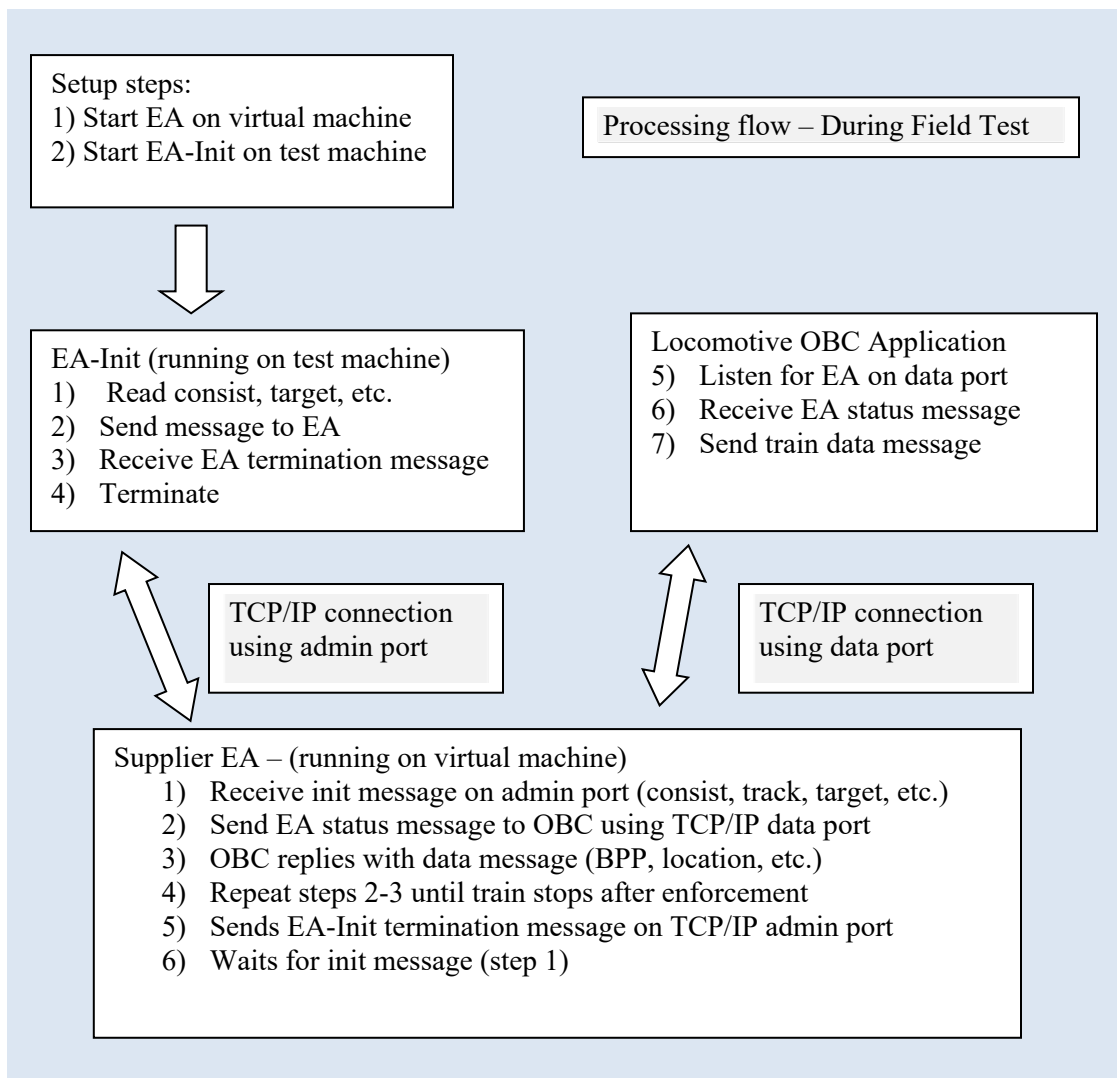 Setup steps:
1) Start EA on virtual machine
2) Start EA-Init on test machine
Processing flow – During Field Test
EA-Init (running on test machine)
1) Read consist, target, etc.
2) Send message to EA
3) Receive EA termination message
4) Terminate
Locomotive OBC Application
5) Listen for EA on data port
6) Receive EA status message
7) Send train data message
TCP/IP connection
using admin port
TCP/IP connection
using data port
Supplier EA – (running on virtual machine)
1) Receive init message on admin port (consist, track, target, etc.)
2) Send EA status message to OBC using TCP/IP data port
3) OBC replies with data message (BPP, location, etc.)
4) Repeat steps 2-3 until train stops after enforcement
5) Sends EA-Init termination message on TCP/IP admin port
6) Waits for init message (step 1)